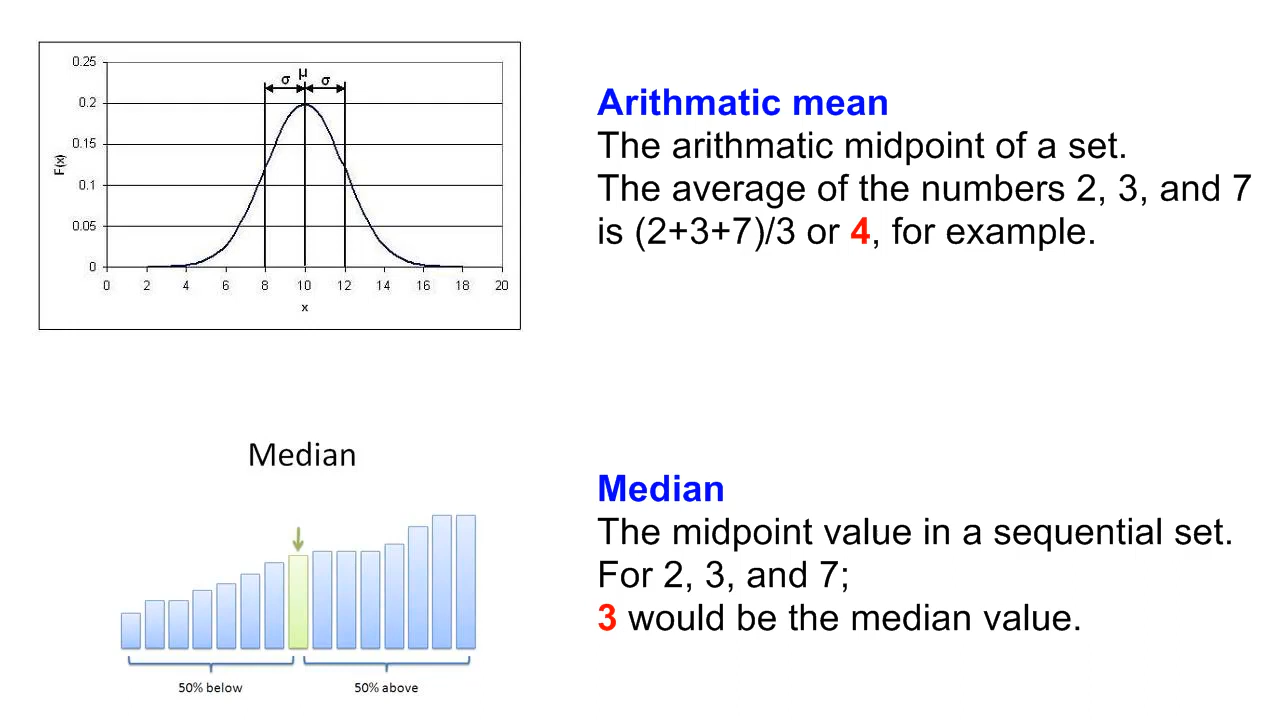 0.25
0.2
0.15
0.1
0.05
0
F(x)
σ μ σ
0 2 4 6 8 10 12 14 16 18 20
x
Arithmatic mean
The arithmatic midpoint of a set.
The average of the numbers 2, 3, and 7
is (2+3+7)/3 or 4, for example.
Median
50% below 50% above
Median
The midpoint value in a sequential set.
For 2, 3, and 7;
3 would be the median value.